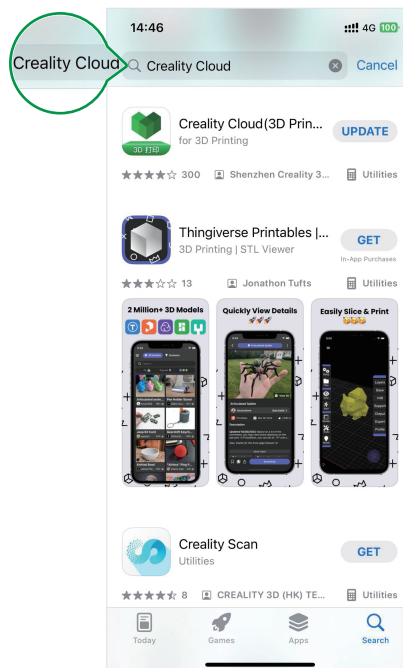 14:46
4G 100
Creality Cloud
Creality Cloud
Cancel
Creality Cloud(3D Prin...
for 3D Printing
UPDATE
3D 打印
300
Shenzhen Creality 3...
Utilities
Thingiverse Printables |...
3D Printing | STL Viewer
GET
In-App Purchases
13
Jonathon Tufts
Utilities
2 Million+ 3D Models
Quickly View Details
Easily Slice & Print
Creality Scan
Utilities
GET
8
CREALITY 3D (HK) TE...
Utilities
Today
Games
Apps
Search